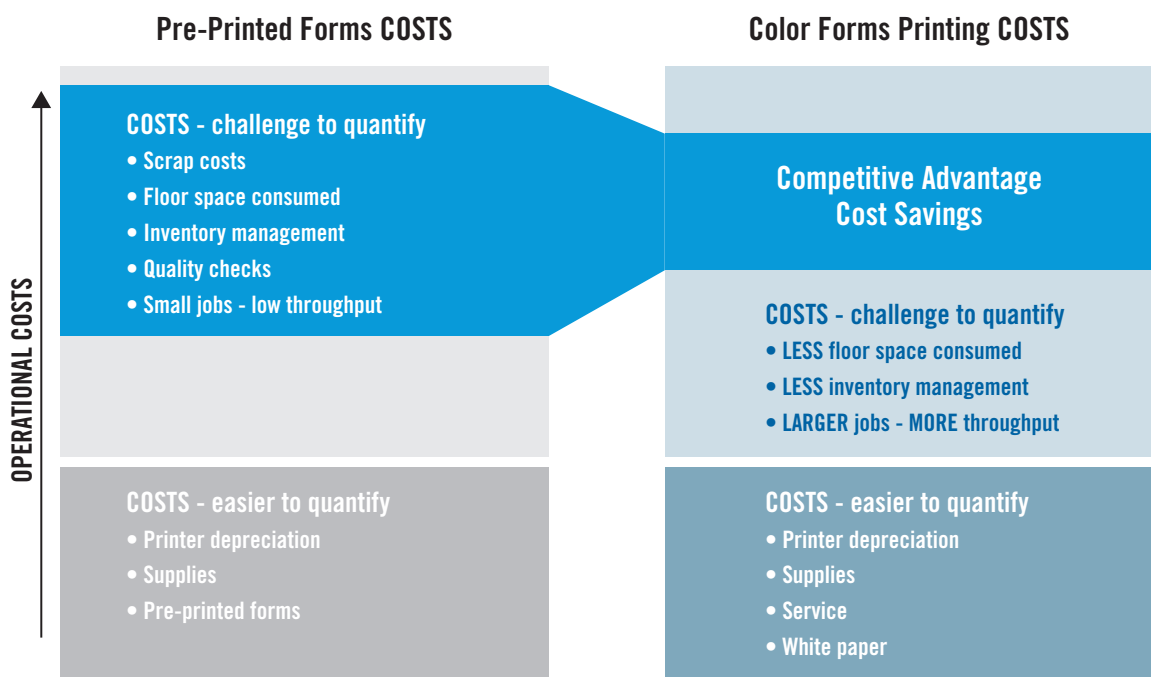 Pre-Printed Forms COSTS
Color Forms Printing COSTS
OPERATIONAL COSTS
COSTS - challenge to quantify
• Scrap costs
• Floor space consumed
• Inventory management
• Quality checks
• Small jobs - low throughput
COSTS - easier to quantify
• Printer depreciation
• Supplies
• Pre-printed forms
Competitive Advantage
Cost Savings
COSTS - challenge to quantify
• LESS floor space consumed
• LESS inventory management
• LARGER jobs - MORE throughput
COSTS - easier to quantify
• Printer depreciation
• Supplies
• Service
• White paper